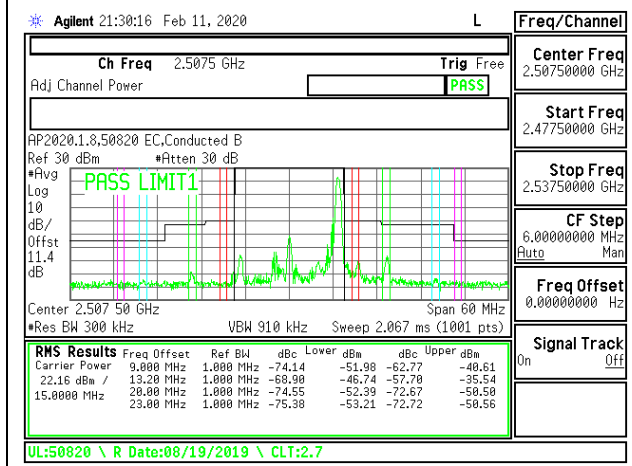 Agilent 21:30:16 Feb 11, 2020 L Freq/Channel
Ch Freq 2.5075 GHz Trig Free
Adj Channel Power PASS
Center Freq
2.50750000 GHz
Start Freq
2.47750000 GHz
AP2020.1.8,50820 EC,Conducted B
Ref 30 dBm #Atten 30 dB
#Avg
Log
10
dB/
Offst
11.4
dB
PASS LIMIT1
Stop Freq
2.53750000 GHz
CF Step
6.00000000 MHz
Auto Man
Freq Offset
0.00000000 Hz
Center 2.507 50 GHz Span 60 MHz
#Res BW 300 kHz VBW 910 kHz Sweep 2.067 ms (1001 pts)
Signal Track
On Off
RMS Results Freq Offset Ref BW dBc Lower dBm dBc Upper dBm
Carrier Power 9.000 MHz 1.000 MHz -74.14 -51.98 -62.77 -40.61
22.16 dBm / 13.20 MHz 1.000 MHz -68.90 -46.74 -57.70 -35.54
15.0000 MHz 20.00 MHz 1.000 MHz -74.55 -52.39 -72.67 -50.50
23.00 MHz 1.000 MHz -75.38 -53.21 -72.72 -50.56
UL:50820 \ R Date:08/19/2019 \ CLT:2.7